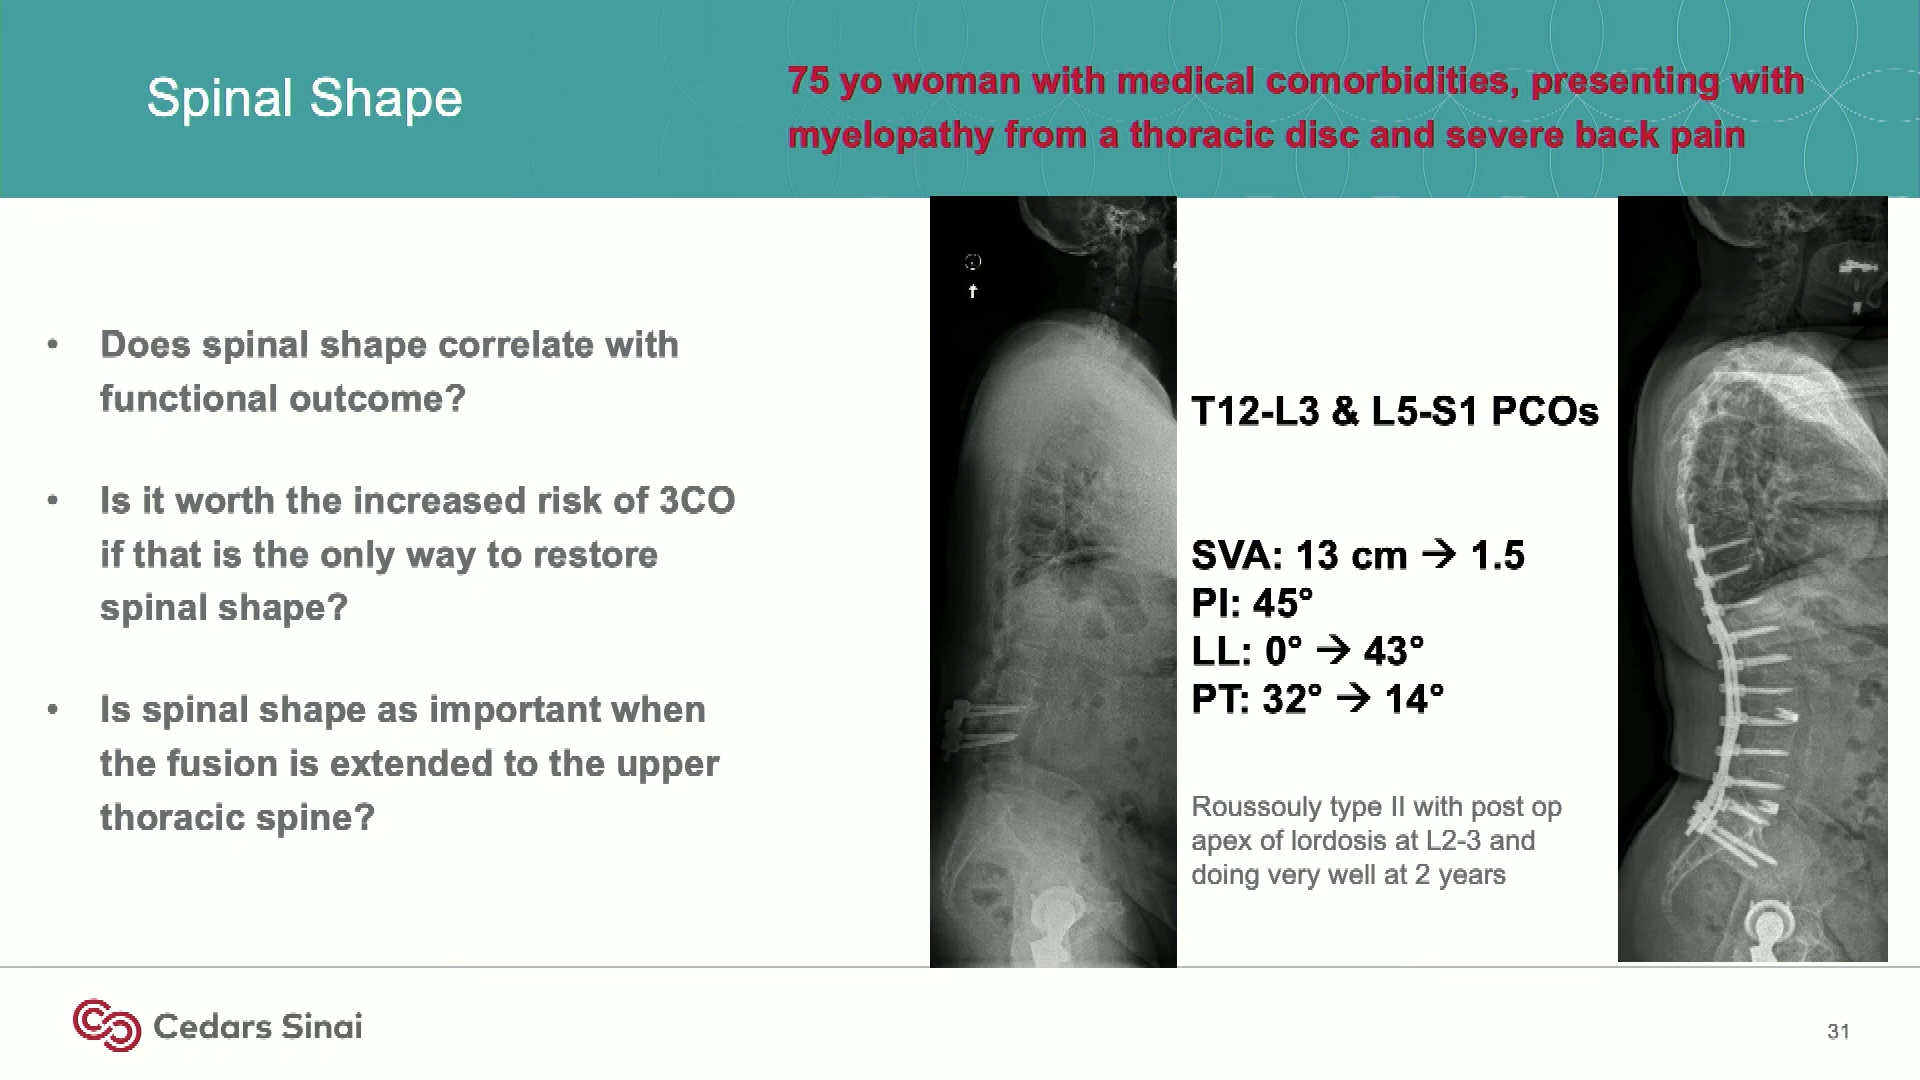 Spinal Shape
75 yo woman with medical comorbidities, presenting with
myelopathy from a thoracic disc and severe back pain
• Does spinal shape correlate with
functional outcome?
• Is it worth the increased risk of 3CO
if that is the only way to restore
spinal shape?
• Is spinal shape as important when
the fusion is extended to the upper
thoracic spine?
T12-L3 & L5-S1 PCOs
SVA: 13 cm → 1.5
PI: 45°
LL: 0° → 43°
PT: 32° → 14°
Roussouly type II with post op
apex of lordosis at L2-3 and
doing very well at 2 years
Cedars Sinai
31